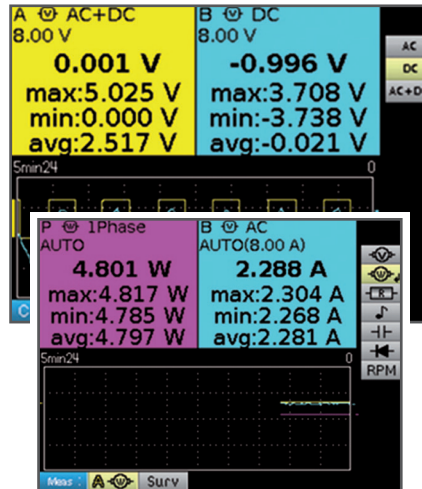 A V AC+DC
8.00 V
0.001 V
max:5.025 V
min:0.000 V
avg:2.517 V
B V DC
8.00 V
-0.996 V
max:3.708 V
min:-3.738 V
avg:-0.021 V
AC
DC
AC+D
5min24 0
P W 1Phase
AUTO
4.801 W
max:4.817 W
min:4.785 W
avg:4.797 W
B W AC
AUTO(8.00 A)
2.288 A
max:2.304 A
min:2.268 A
avg:2.281 A
V
W
R
RPM
5min24 0
Meas : A W Surv